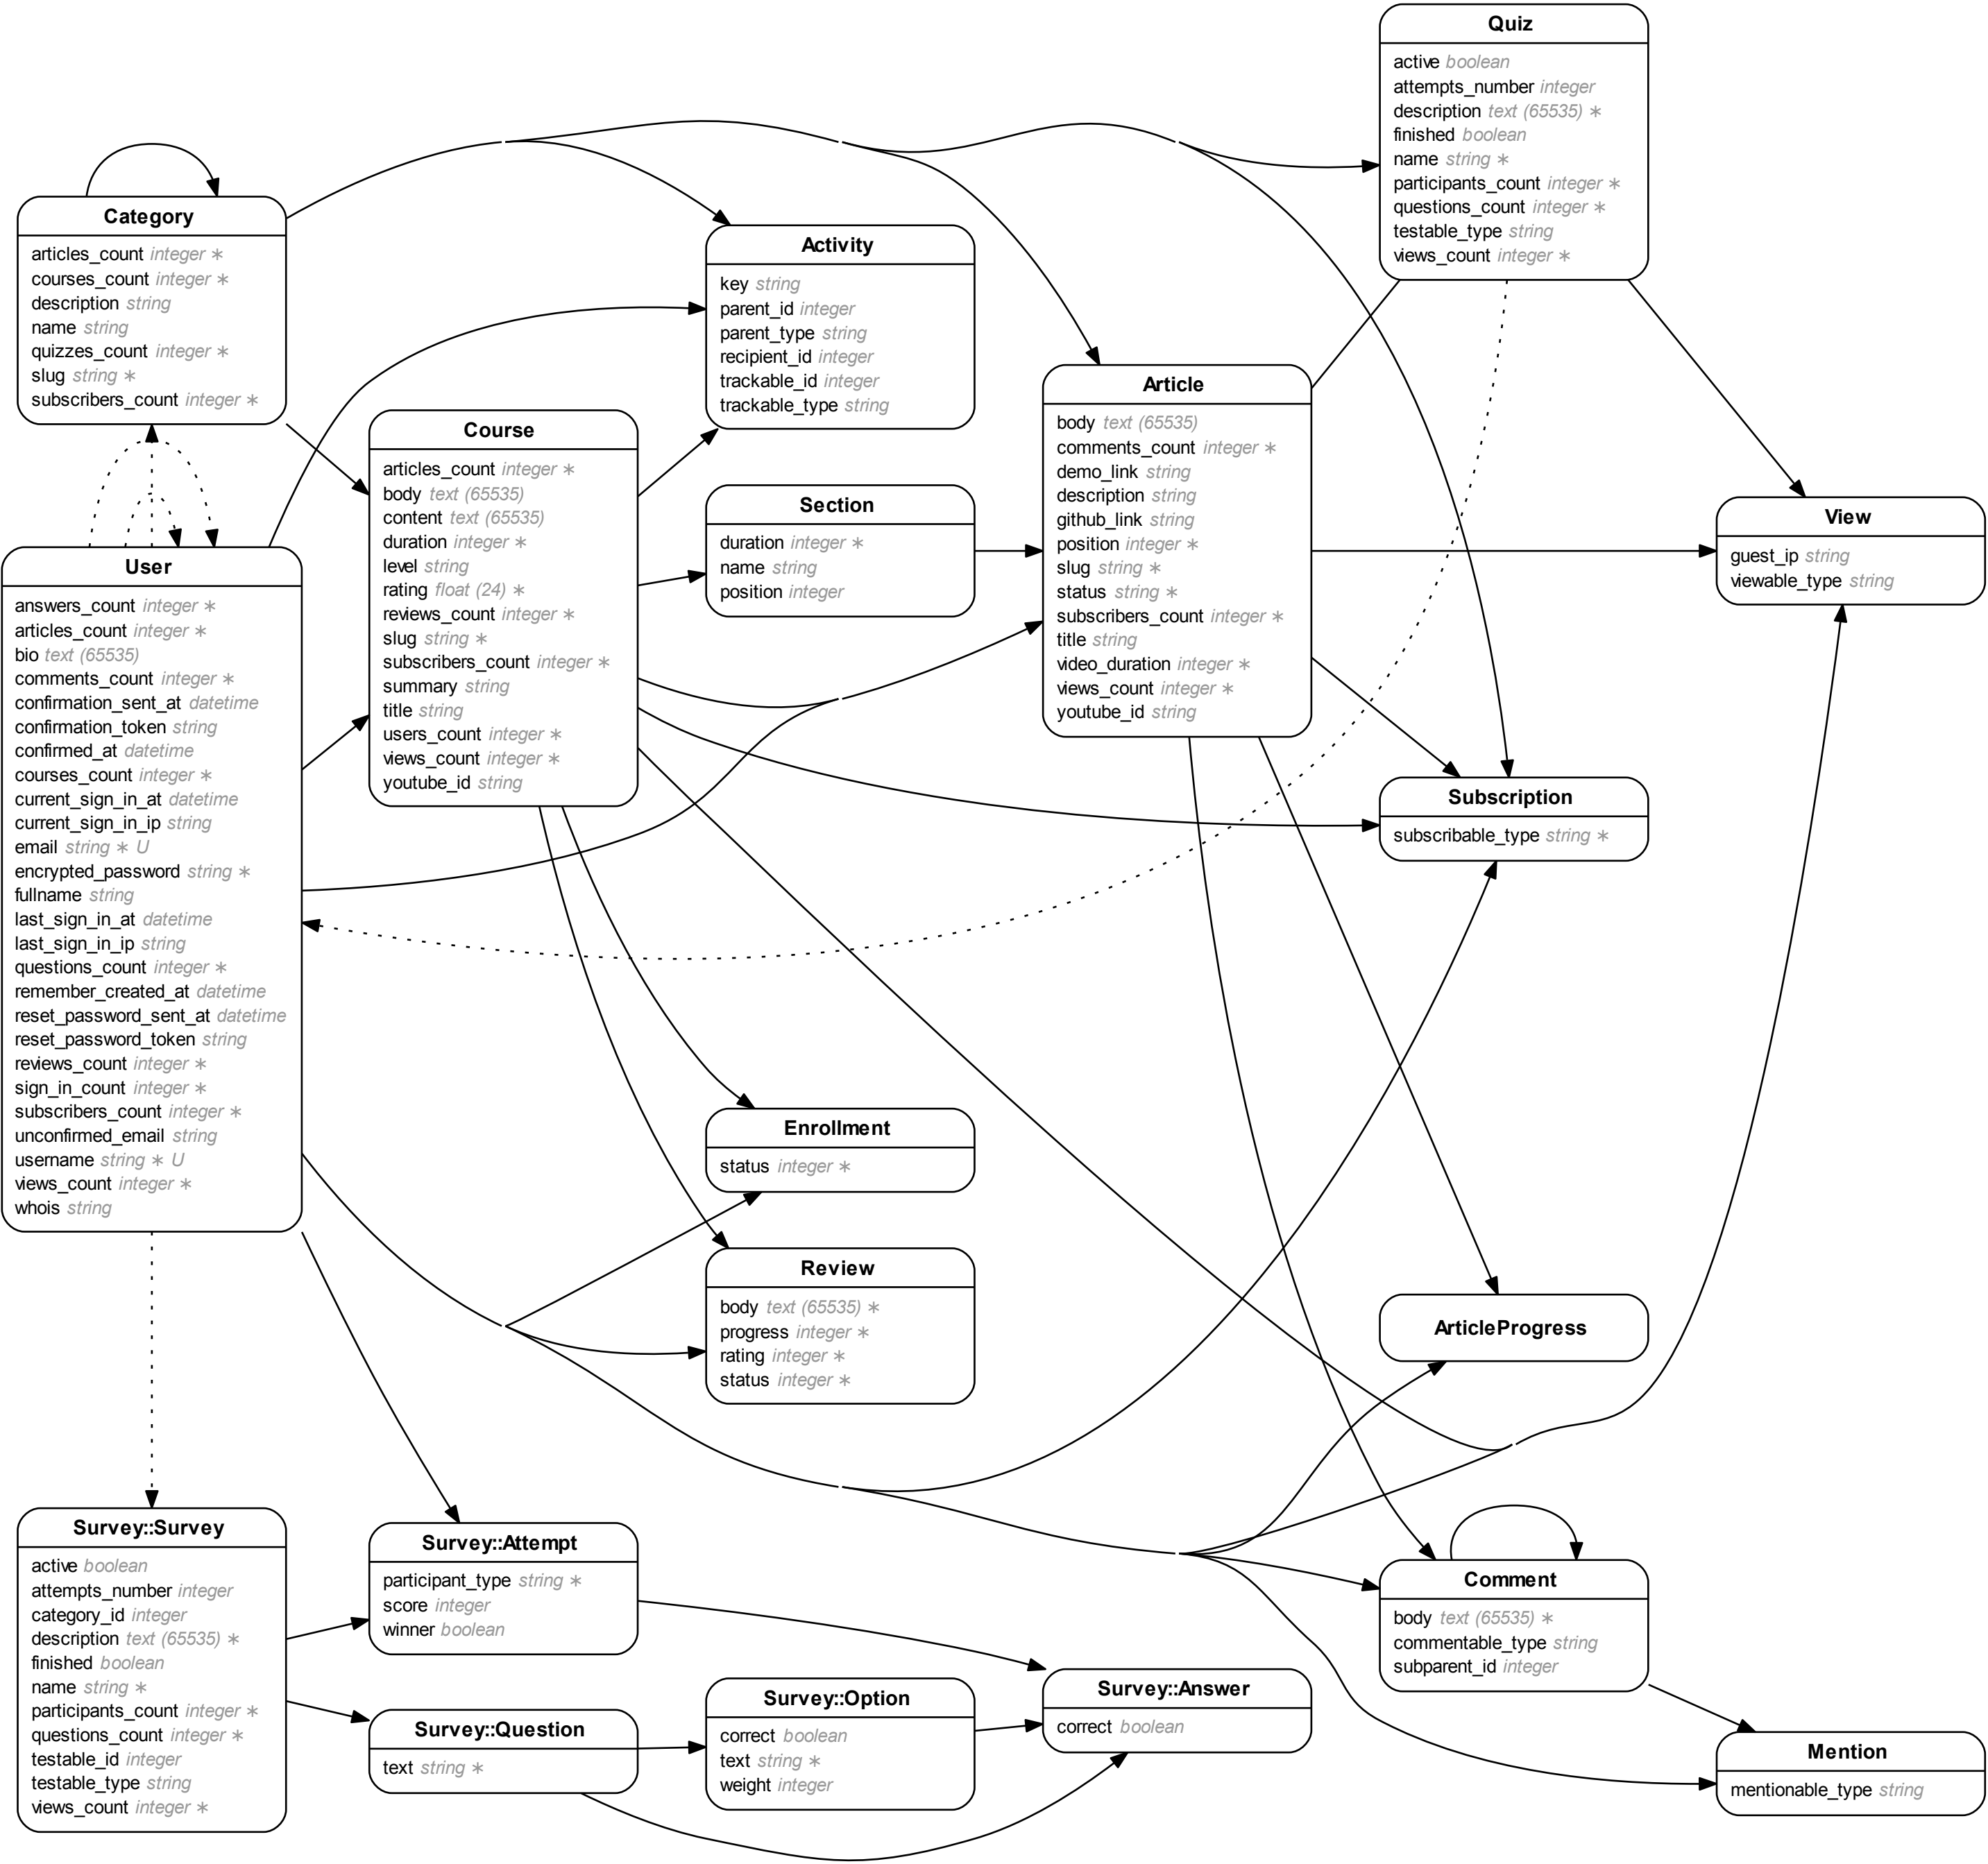 Quiz
active boolean
attempts_number integer
description text (65535) ∗
finished boolean
name string ∗
participants_count integer ∗
questions_count integer ∗
testable_type string
views_count integer ∗
Category
articles_count integer ∗
courses_count integer ∗
description string
name string
quizzes_count integer ∗
slug string ∗
subscribers_count integer ∗
Activity
key string
parent_id integer
parent_type string
recipient_id integer
trackable_id integer
trackable_type string
Article
body text (65535)
comments_count integer ∗
demo_link string
description string
github_link string
position integer ∗
slug string ∗
status string ∗
subscribers_count integer ∗
title string
video_duration integer ∗
views_count integer ∗
youtube_id string
Course
articles_count integer ∗
body text (65535)
content text (65535)
duration integer ∗
level string
rating float (24) ∗
reviews_count integer ∗
slug string ∗
subscribers_count integer ∗
summary string
title string
users_count integer ∗
views_count integer ∗
youtube_id string
Section
duration integer ∗
name string
position integer
View
guest_ip string
viewable_type string
User
answers_count integer ∗
articles_count integer ∗
bio text (65535)
comments_count integer ∗
confirmation_sent_at datetime
confirmation_token string
confirmed_at datetime
courses_count integer ∗
current_sign_in_at datetime
current_sign_in_ip string
email string ∗ U
encrypted_password string ∗
fullname string
last_sign_in_at datetime
last_sign_in_ip string
questions_count integer ∗
remember_created_at datetime
reset_password_sent_at datetime
reset_password_token string
reviews_count integer ∗
sign_in_count integer ∗
subscribers_count integer ∗
unconfirmed_email string
username string ∗ U
views_count integer ∗
whois string
Subscription
subscribable_type string ∗
Enrollment
status integer ∗
Review
body text (65535) ∗
progress integer ∗
rating integer ∗
status integer ∗
ArticleProgress
Survey::Survey
active boolean
attempts_number integer
category_id integer
description text (65535) ∗
finished boolean
name string ∗
participants_count integer ∗
questions_count integer ∗
testable_id integer
testable_type string
views_count integer ∗
Survey::Attempt
participant_type string ∗
score integer
winner boolean
Comment
body text (65535) ∗
commentable_type string
subparent_id integer
Survey::Question
text string ∗
Survey::Option
correct boolean
text string ∗
weight integer
Survey::Answer
correct boolean
Mention
mentionable_type string